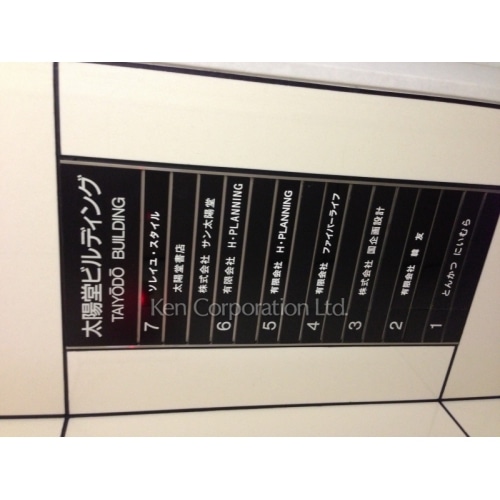 太陽堂ビルディング
TAIYŌDŌ BUILDING
7 ソレイユ・スタイル
太陽堂書店
株式会社 サン太陽堂
6 有限会社 H・PLANNING
5 有限会社 H・PLANNING
4 有限会社 ファイバーライフ
3 株式会社 国企画設計
2 有限会社 韓友
1 とんかつ にいむら
Ken Corporation Ltd.